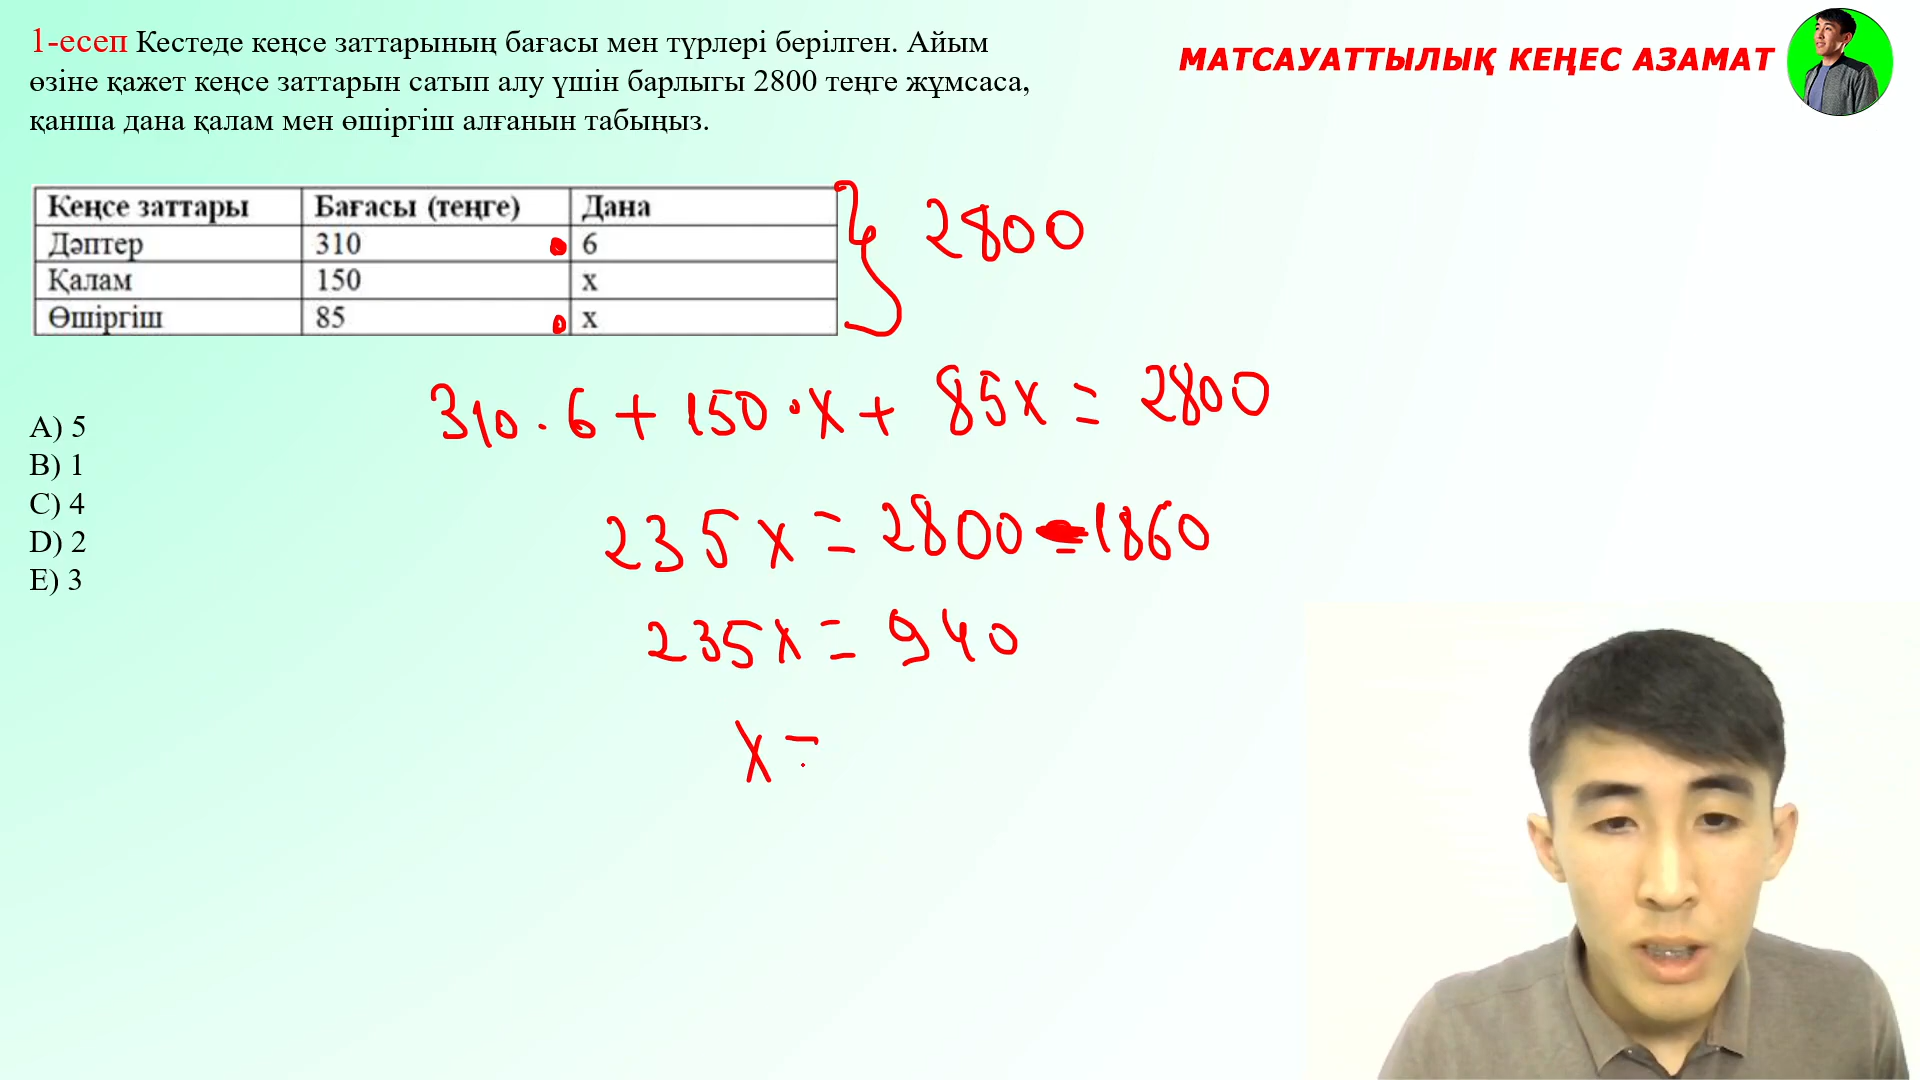 1-есеп Кестеде кеңсе заттарының бағасы мен түрлері берілген. Айым
өзіне қажет кеңсе заттарын сатып алу үшін барлығы 2800 теңге жұмсаса,
қанша дана қалам мен өшіргіш алғанын табыңыз.
МАТСАУАТТЫЛЫҚ КЕҢЕС АЗАМАТ
Кеңсе заттары Бағасы (теңге) Дана
Дәптер 310 6
Қалам 150 х
Өшіргіш 85 х
2800
310 · 6 + 150 · x + 85x = 2800
A) 5
B) 1
C) 4
D) 2
E) 3
235x = 2800 - 1860
235x = 940
x =